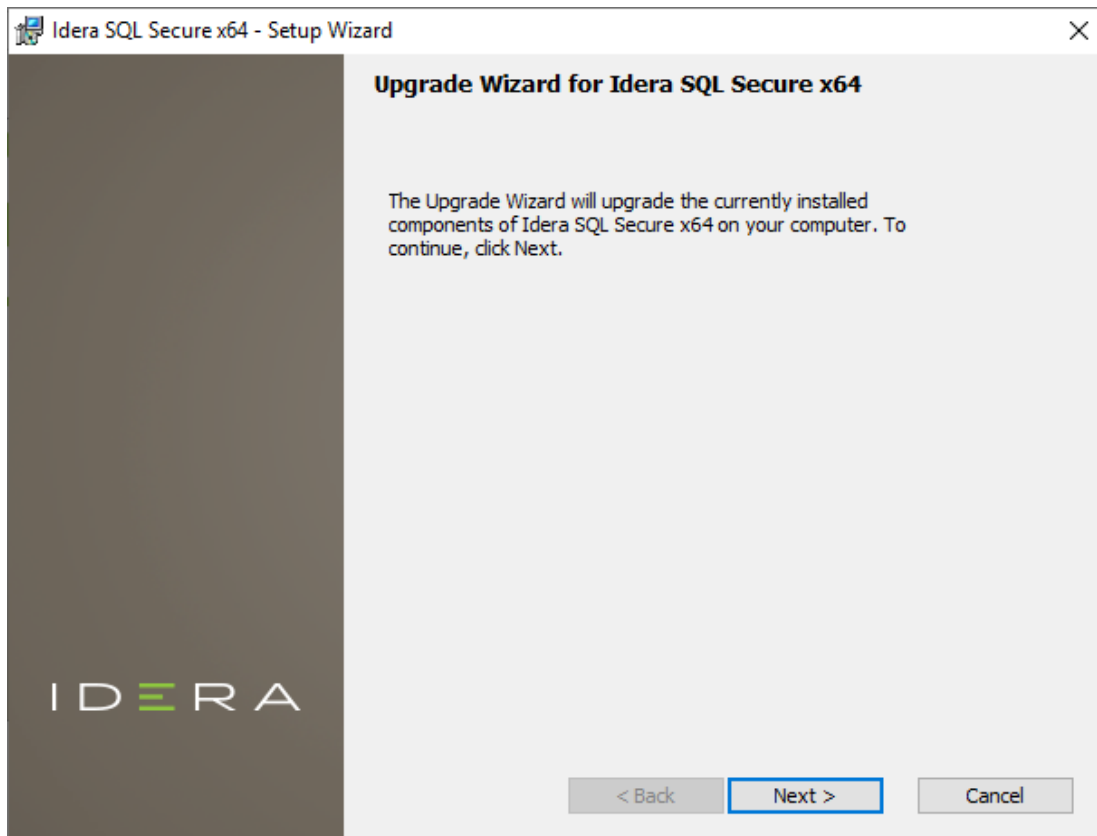 Idera SQL Secure x64 - Setup Wizard
Upgrade Wizard for Idera SQL Secure x64
The Upgrade Wizard will upgrade the currently installed
components of Idera SQL Secure x64 on your computer. To
continue, click Next.
IDERA
< Back
Next >
Cancel